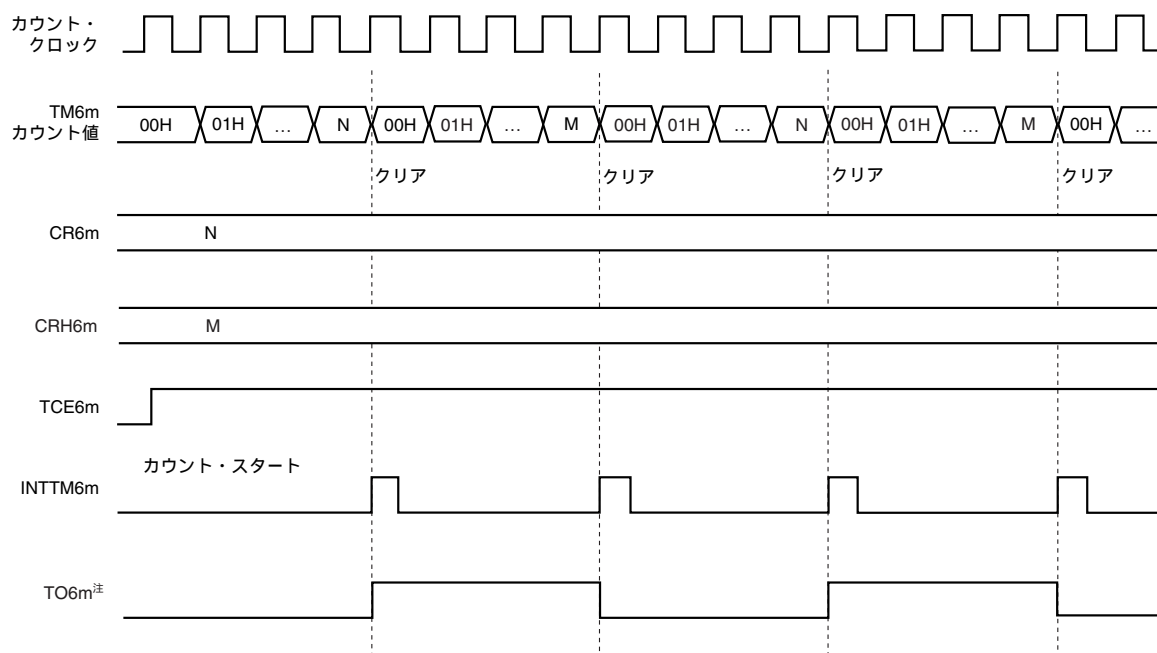 カウント・
クロック
TM6m
カウント値
00H 01H … N 00H 01H … M 00H 01H … N 00H 01H … M 00H …
クリア クリア クリア クリア
CR6m N
CRH6m M
TCE6m
カウント・スタート
INTTM6m
TO6m注